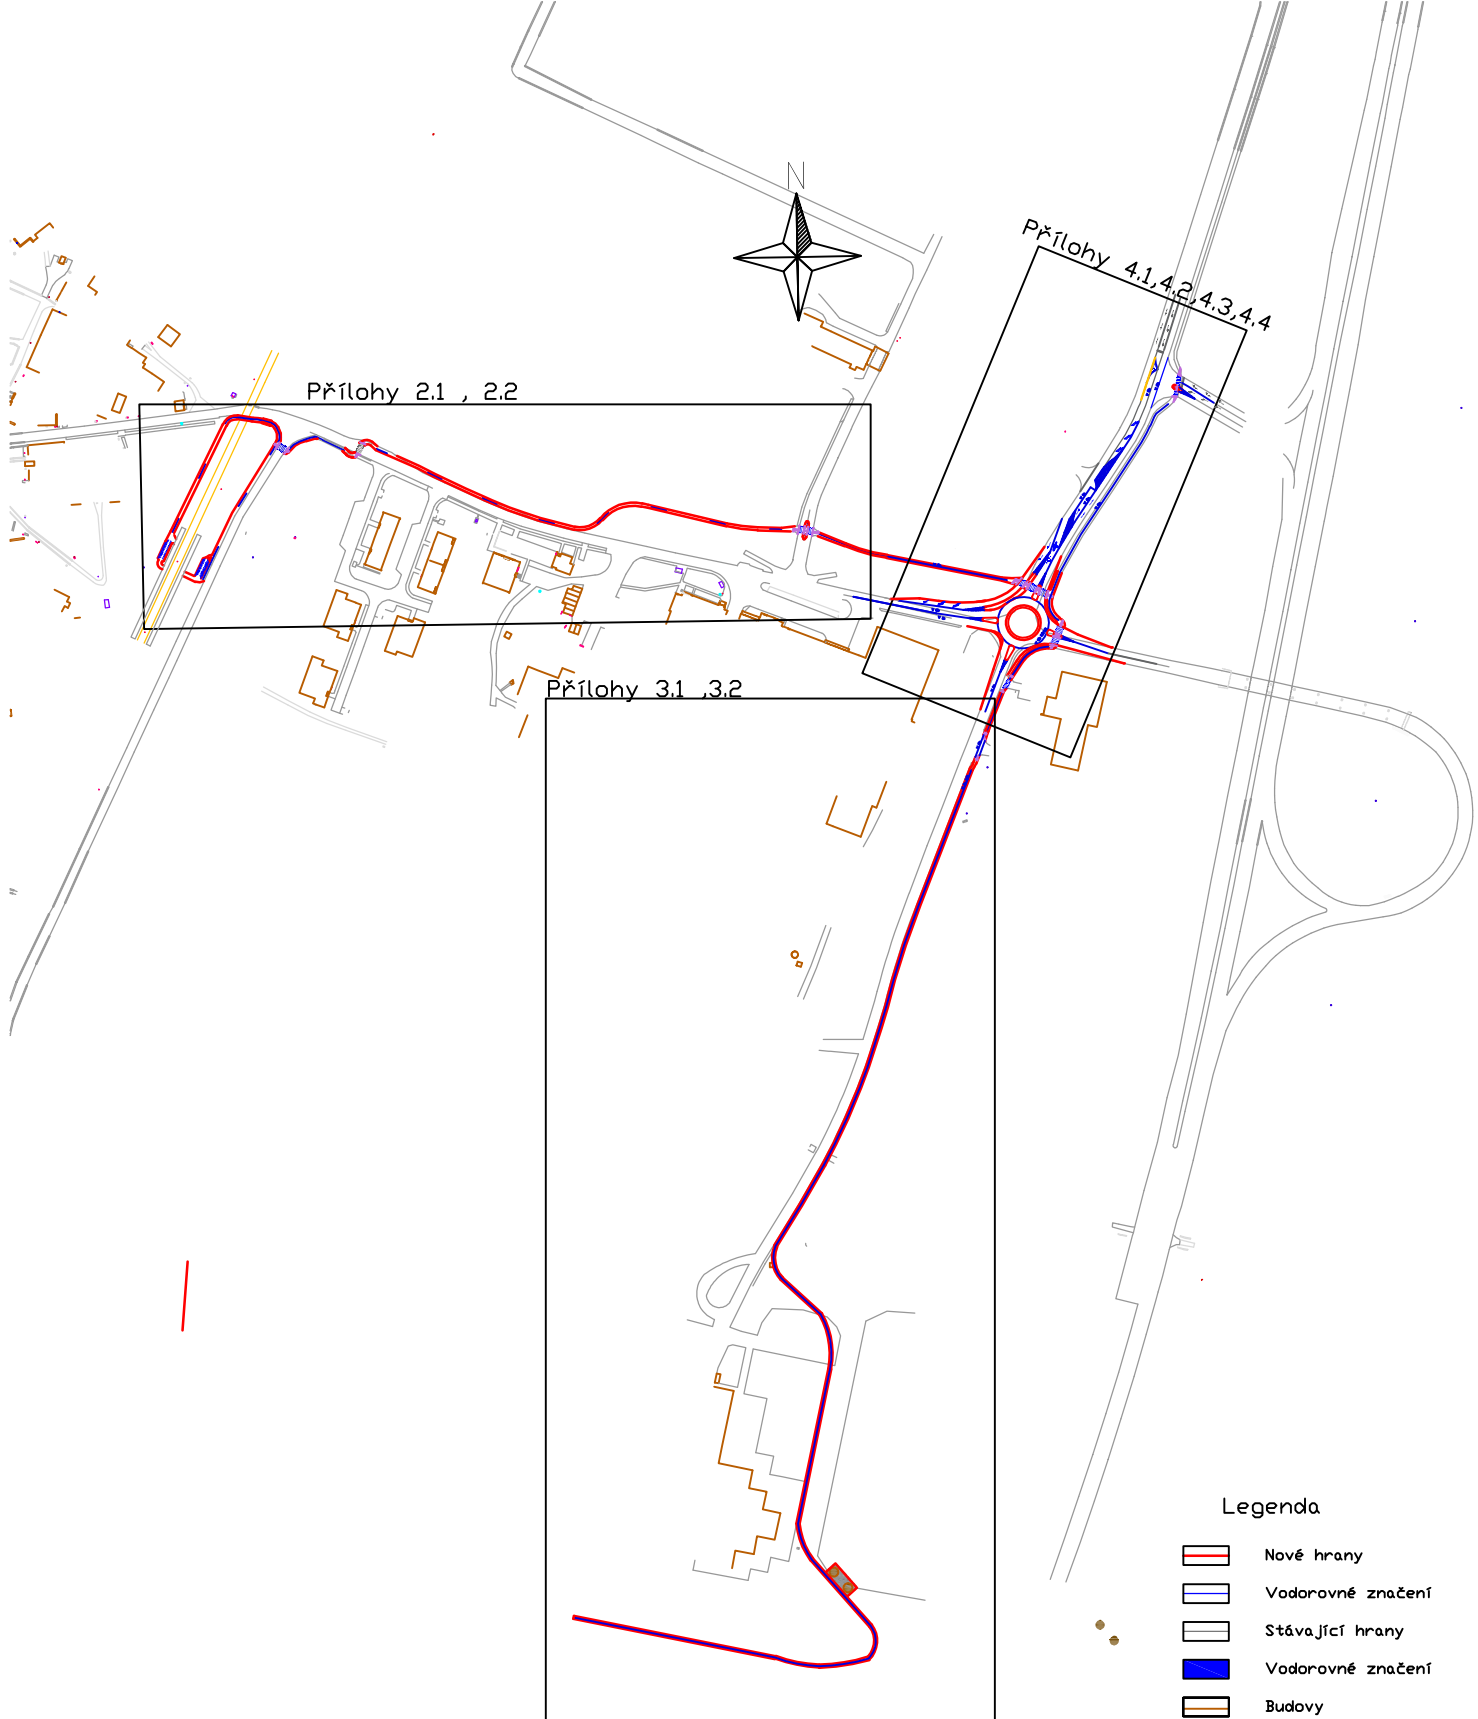 N
Přílohy 4.1,4.2,4.3,4.4
Přílohy 2.1 , 2.2
Přílohy 3.1 ,3.2
Legenda
Nové hrany
Vodorovné značení
Stávající hrany
Vodorovné značení
Budovy